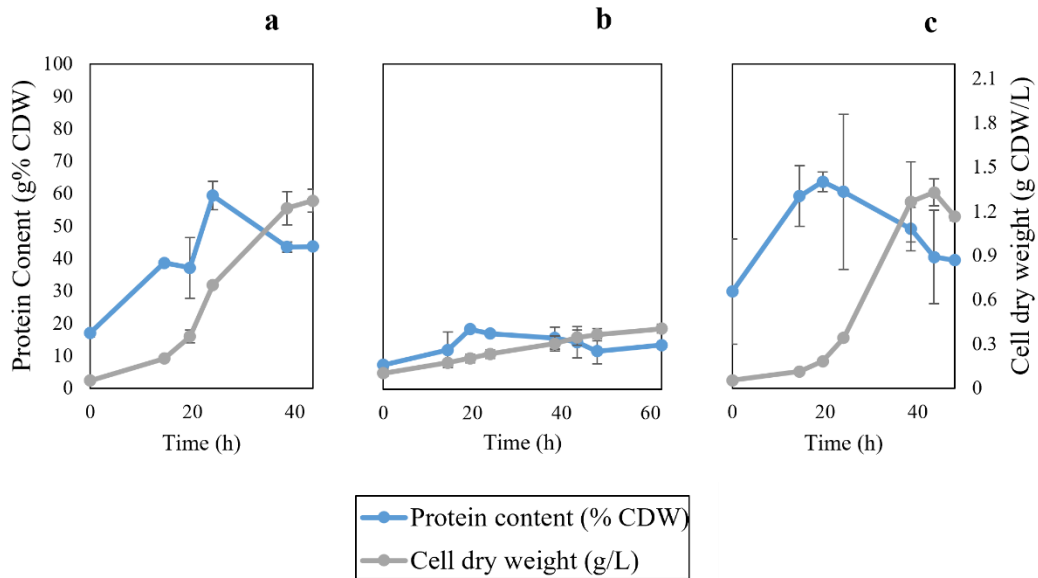 a b c
Protein Content (g% CDW)
100
90
80
70
60
50
40
30
20
10
0
2.1
1.8
1.5
1.2
0.9
0.6
0.3
0
Cell dry weight (g CDW/L)
0 20 40
0 20 40 60
0 20 40
Time (h) Time (h) Time (h)
Protein content (% CDW)
Cell dry weight (g/L)